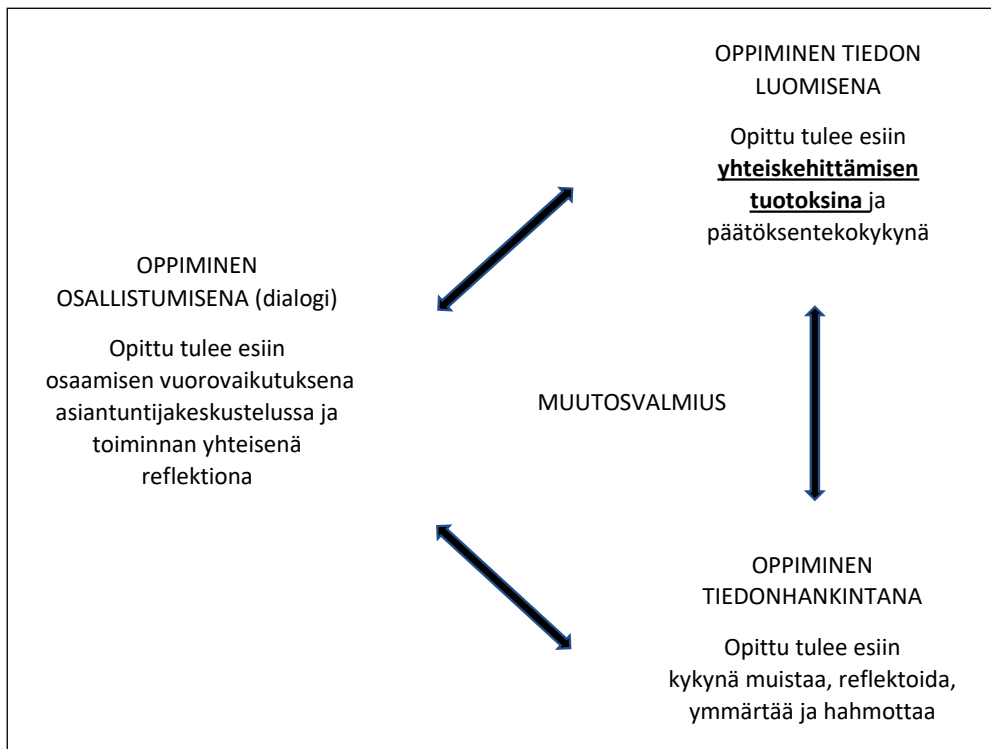 OPPIMINEN TIEDON
LUOMISENA
Opittu tulee esiin
yhteiskehittämisen
tuotoksina ja
päätöksentekokykynä
OPPIMINEN
OSALLISTUMISENA (dialogi)
Opittu tulee esiin
osaamisen vuorovaikutuksena
asiantuntijakeskustelussa ja
toiminnan yhteisenä
reflektiona
MUUTOSVALMIUS
OPPIMINEN
TIEDONHANKINTANA
Opittu tulee esiin
kykynä muistaa, reflektoida,
ymmärtää ja hahmottaa